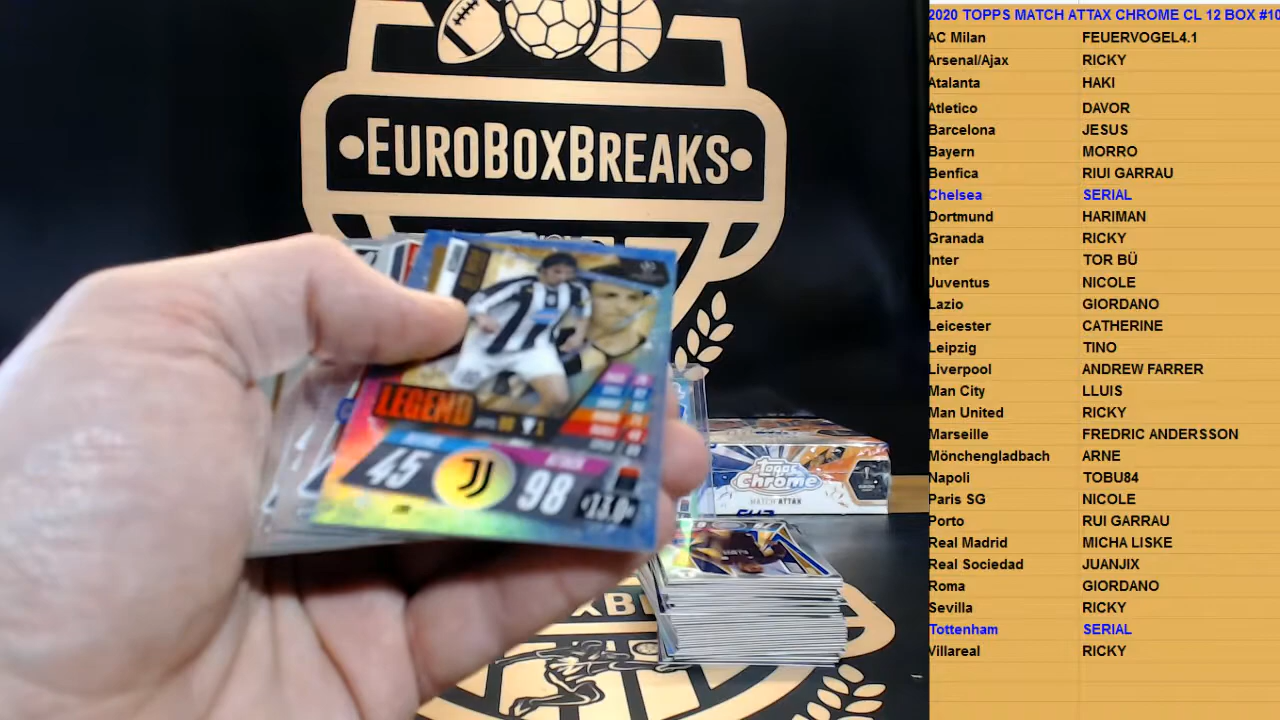 EUROBOXBREAKS
LEGEND
45
98
Topps
Chrome
MATCH ATTAX
2020 TOPPS MATCH ATTAX CHROME CL 12 BOX #10
AC Milan FEUERVOGEL4.1
Arsenal/Ajax RICKY
Atalanta HAKI
Atletico DAVOR
Barcelona JESUS
Bayern MORRO
Benfica RIUI GARRAU
Chelsea SERIAL
Dortmund HARIMAN
Granada RICKY
Inter TOR BÜ
Juventus NICOLE
Lazio GIORDANO
Leicester CATHERINE
Leipzig TINO
Liverpool ANDREW FARRER
Man City LLUIS
Man United RICKY
Marseille FREDRIC ANDERSSON
Mönchengladbach ARNE
Napoli TOBU84
Paris SG NICOLE
Porto RUI GARRAU
Real Madrid MICHA LISKE
Real Sociedad JUANJIX
Roma GIORDANO
Sevilla RICKY
Tottenham SERIAL
Villareal RICKY